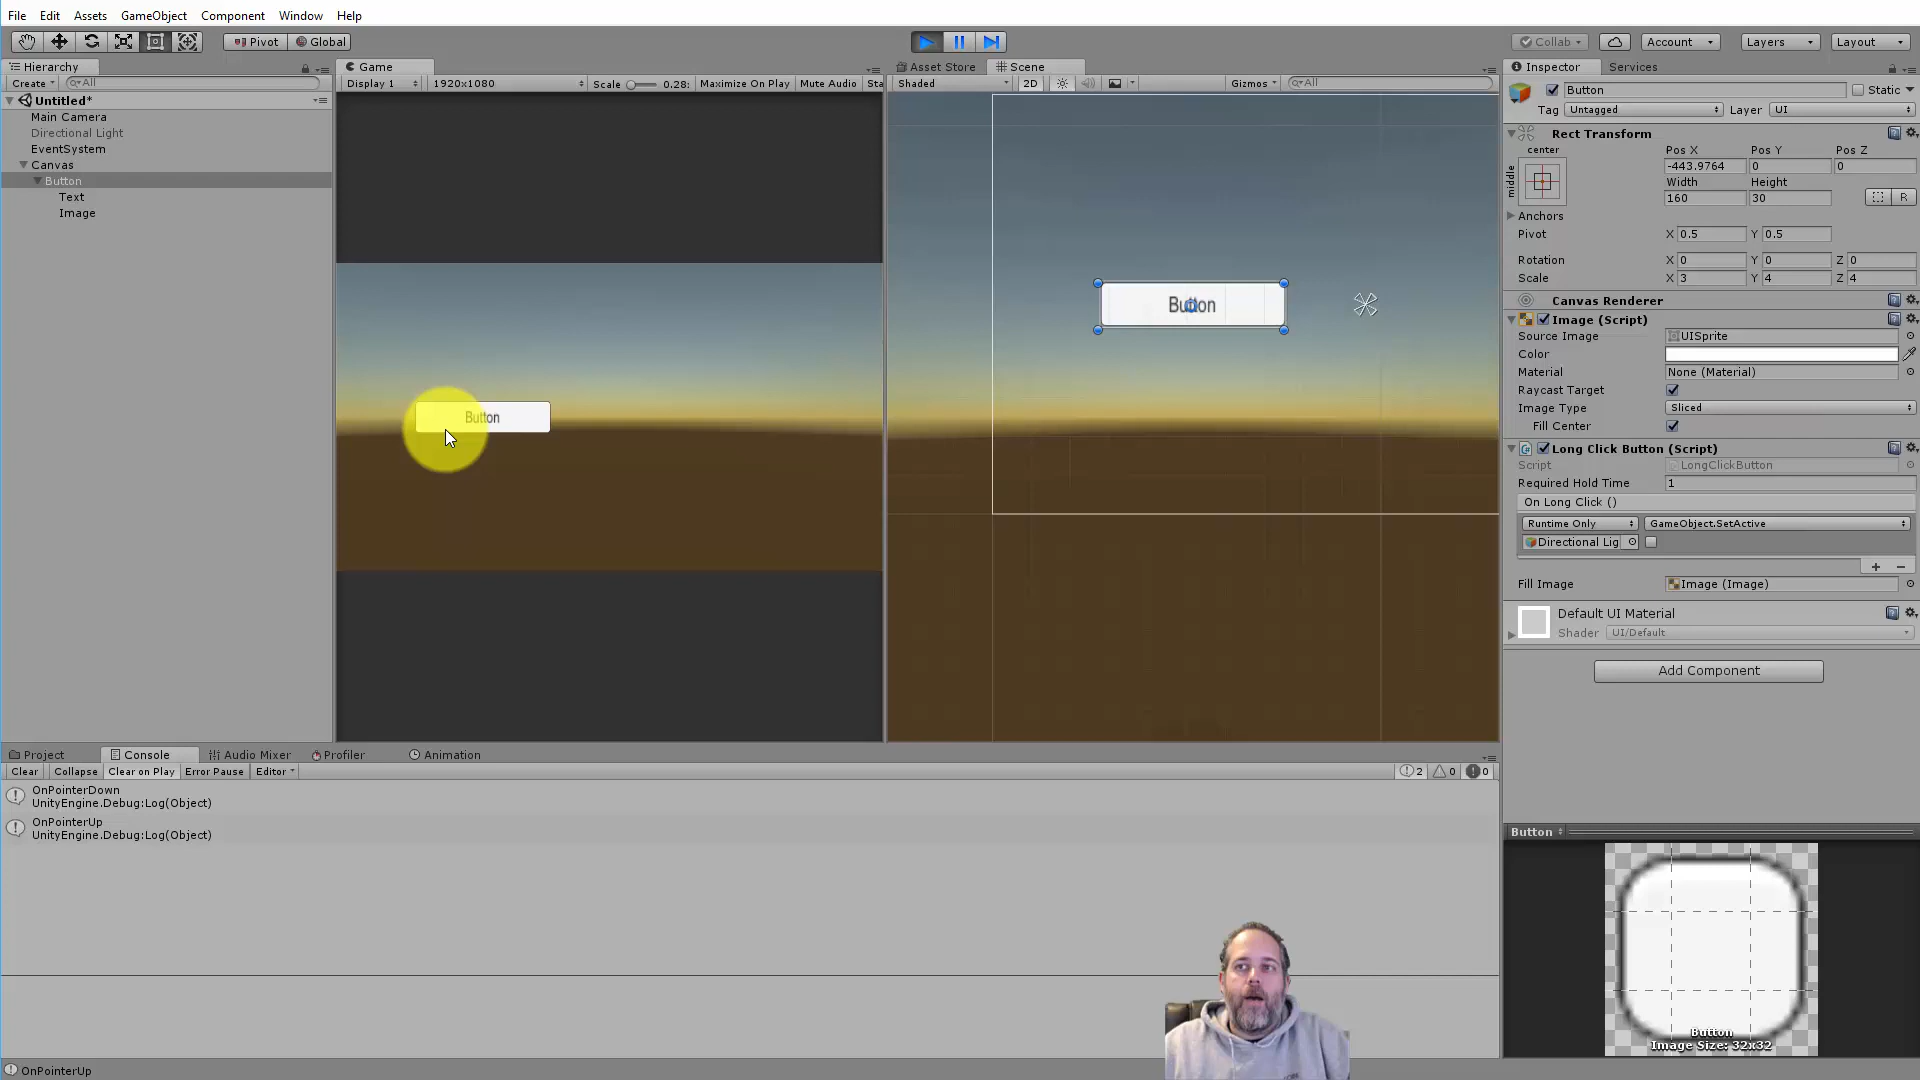 File Edit Assets GameObject Component Window Help
Pivot Global Collab Account Layers Layout
Hierarchy
Create All
Untitled*
Main Camera
Directional Light
EventSystem
Canvas
Button
Text
Image
Game
Display 1 1920x1080 Scale 0.28: Maximize On Play Mute Audio Sta
Button
Asset Store Scene
Shaded 2D Gizmos All
Button
Inspector Services
Button Static
Tag Untagged Layer UI
Rect Transform
center Pos X Pos Y Pos Z
middle -443.9764 0 0
Width Height
160 30 R
Anchors
Pivot X 0.5 Y 0.5
Rotation X 0 Y 0 Z 0
Scale X 3 Y 4 Z 4
Canvas Renderer
Image (Script)
Source Image UISprite
Color
Material None (Material)
Raycast Target
Image Type Sliced
Fill Center
Long Click Button (Script)
Script LongClickButton
Required Hold Time 1
On Long Click ()
Runtime Only GameObject.SetActive
Directional Lig
+ −
Fill Image Image (Image)
Default UI Material
Shader UI/Default
Add Component
Project Console Audio Mixer Profiler Animation
Clear Collapse Clear on Play Error Pause Editor 2 0 0
OnPointerDown
UnityEngine.Debug:Log(Object)
OnPointerUp
UnityEngine.Debug:Log(Object)
Button
Button
Image Size: 32x32
OnPointerUp